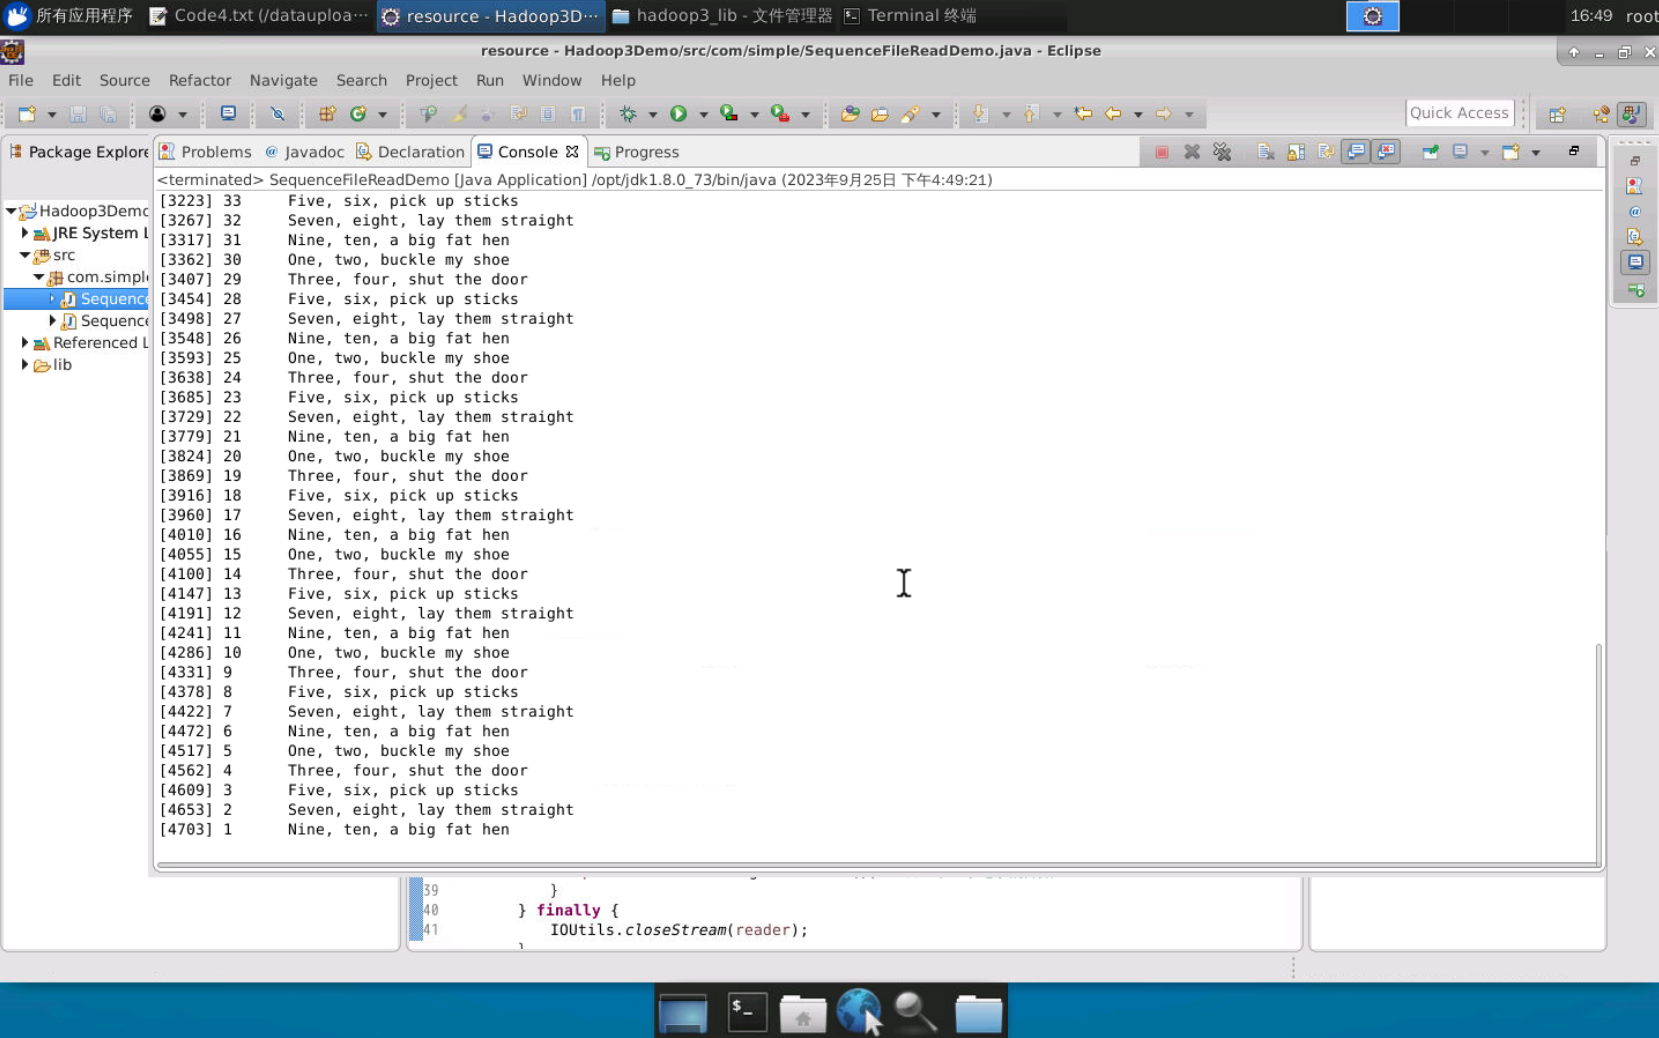 所有应用程序 Code4.txt (/datauploa··· resource - Hadoop3D··· hadoop3_lib - 文件管理器 Terminal 终端 16:49 root
resource - Hadoop3Demo/src/com/simple/SequenceFileReadDemo.java - Eclipse
File Edit Source Refactor Navigate Search Project Run Window Help
Quick Access
Package Explore Problems Javadoc Declaration Console Progress
<terminated> SequenceFileReadDemo [Java Application] /opt/jdk1.8.0_73/bin/java (2023年9月25日 下午4:49:21)
Hadoop3Demo
JRE System L
src
com.simple
Sequence
Sequence
Referenced L
lib
[3223] 33 Five, six, pick up sticks
[3267] 32 Seven, eight, lay them straight
[3317] 31 Nine, ten, a big fat hen
[3362] 30 One, two, buckle my shoe
[3407] 29 Three, four, shut the door
[3454] 28 Five, six, pick up sticks
[3498] 27 Seven, eight, lay them straight
[3548] 26 Nine, ten, a big fat hen
[3593] 25 One, two, buckle my shoe
[3638] 24 Three, four, shut the door
[3685] 23 Five, six, pick up sticks
[3729] 22 Seven, eight, lay them straight
[3779] 21 Nine, ten, a big fat hen
[3824] 20 One, two, buckle my shoe
[3869] 19 Three, four, shut the door
[3916] 18 Five, six, pick up sticks
[3960] 17 Seven, eight, lay them straight
[4010] 16 Nine, ten, a big fat hen
[4055] 15 One, two, buckle my shoe
[4100] 14 Three, four, shut the door
[4147] 13 Five, six, pick up sticks
[4191] 12 Seven, eight, lay them straight
[4241] 11 Nine, ten, a big fat hen
[4286] 10 One, two, buckle my shoe
[4331] 9 Three, four, shut the door
[4378] 8 Five, six, pick up sticks
[4422] 7 Seven, eight, lay them straight
[4472] 6 Nine, ten, a big fat hen
[4517] 5 One, two, buckle my shoe
[4562] 4 Three, four, shut the door
[4609] 3 Five, six, pick up sticks
[4653] 2 Seven, eight, lay them straight
[4703] 1 Nine, ten, a big fat hen
39 }
40 } finally {
41 IOUtils.closeStream(reader);